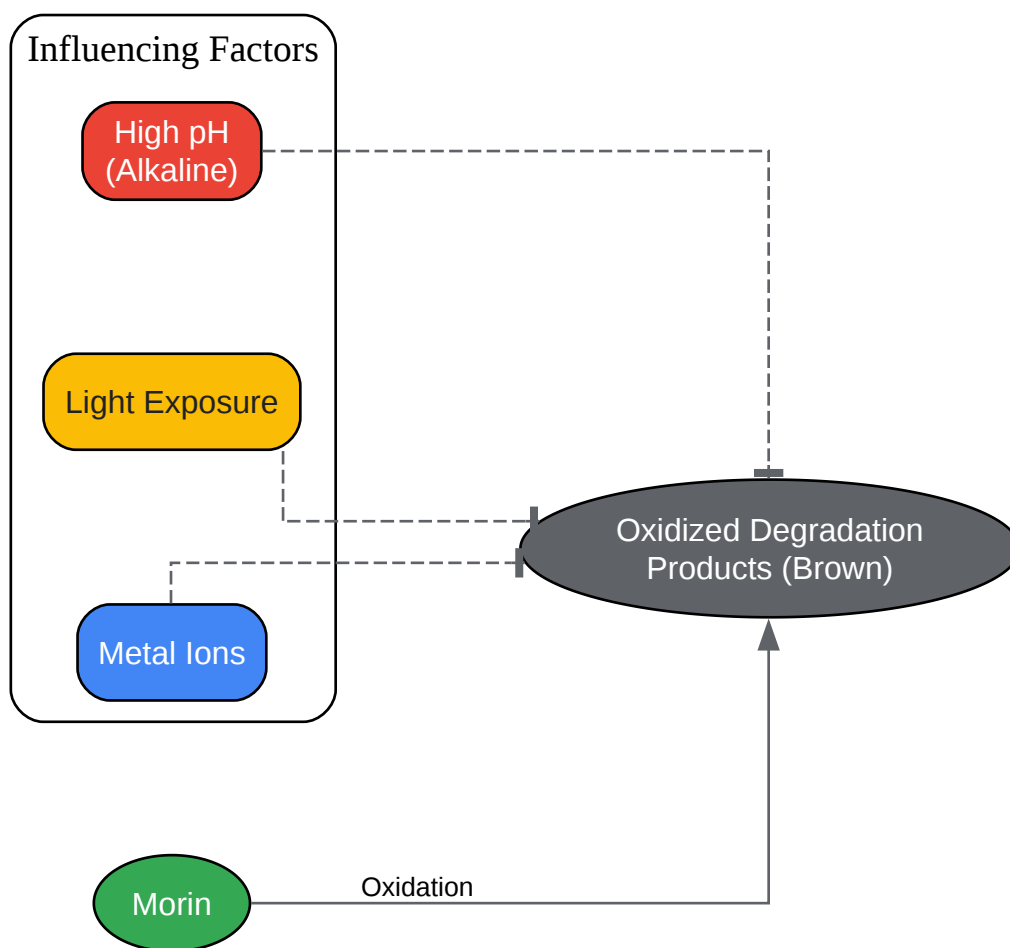 Influencing Factors
High pH
(Alkaline)
Light Exposure
Oxidized Degradation
Products (Brown)
Metal Ions
Oxidation
Morin